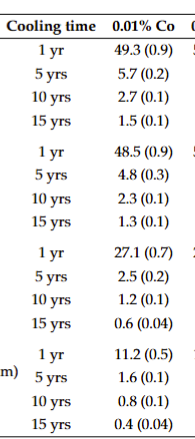 Cooling time 0.01% Co
1 yr 49.3 (0.9)
5 yrs 5.7 (0.2)
10 yrs 2.7 (0.1)
15 yrs 1.5 (0.1)
1 yr 48.5 (0.9)
5 yrs 4.8 (0.3)
10 yrs 2.3 (0.1)
15 yrs 1.3 (0.1)
1 yr 27.1 (0.7)
5 yrs 2.5 (0.2)
10 yrs 1.2 (0.1)
15 yrs 0.6 (0.04)
1 yr 11.2 (0.5)
m) 5 yrs 1.6 (0.1)
10 yrs 0.8 (0.1)
15 yrs 0.4 (0.04)